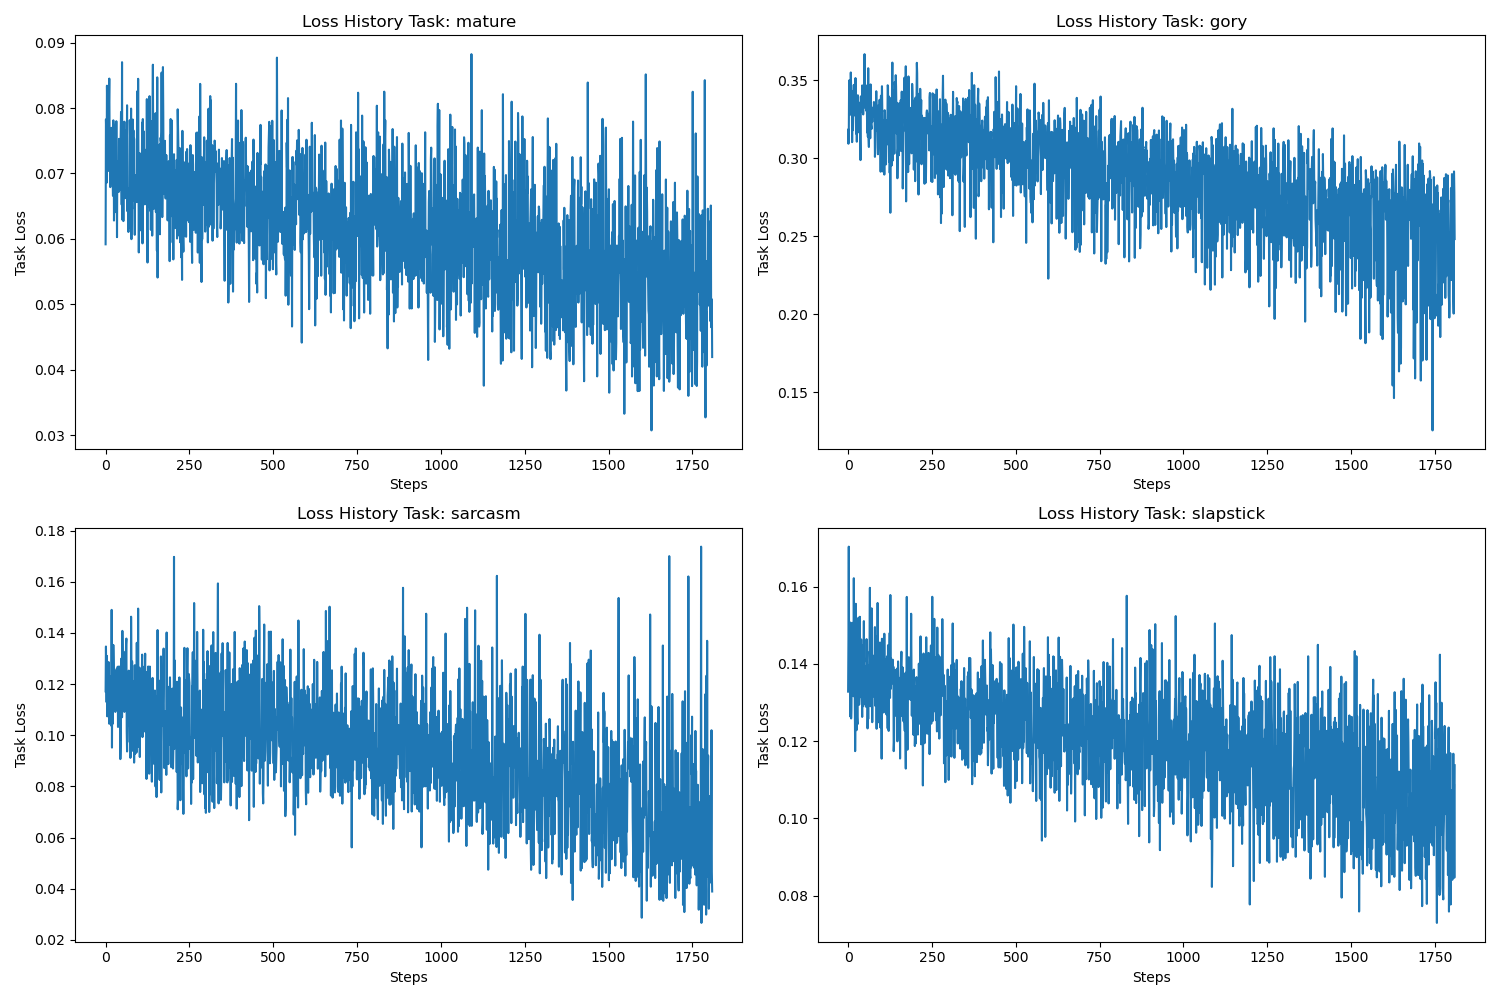 Loss History Task: mature
0.09
0.08
0.07
0.06
0.05
0.04
0.03
Task Loss
0 250 500 750 1000 1250 1500 1750
Steps
Loss History Task: gory
0.35
0.30
0.25
0.20
0.15
Task Loss
0 250 500 750 1000 1250 1500 1750
Steps
Loss History Task: sarcasm
0.18
0.16
0.14
0.12
0.10
0.08
0.06
0.04
0.02
Task Loss
0 250 500 750 1000 1250 1500 1750
Steps
Loss History Task: slapstick
0.16
0.14
0.12
0.10
0.08
Task Loss
0 250 500 750 1000 1250 1500 1750
Steps